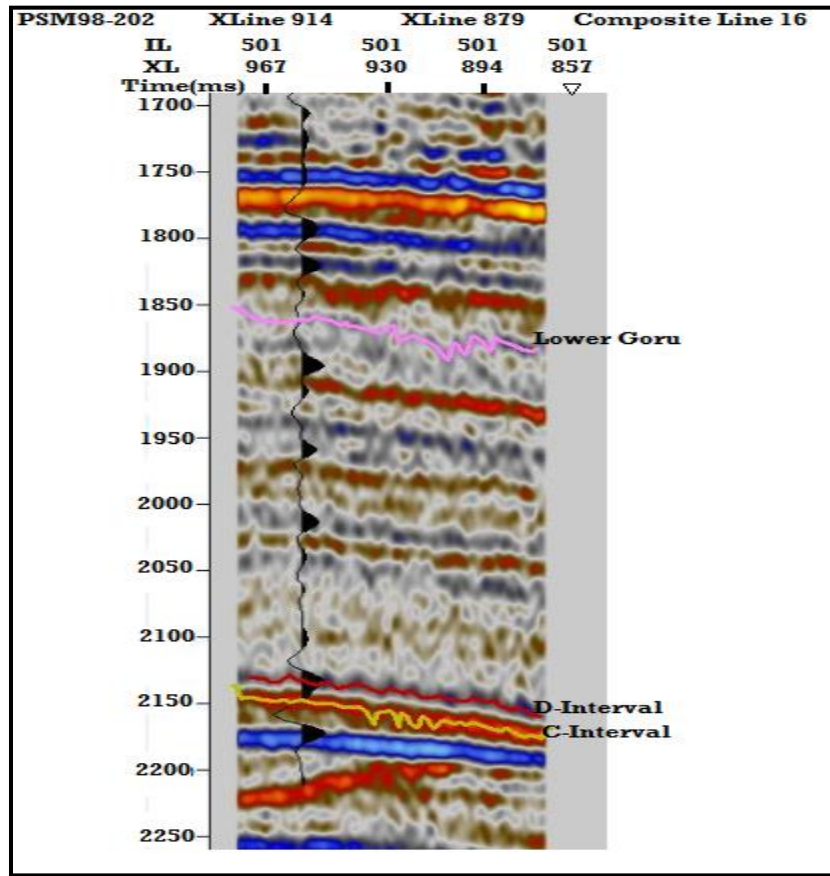 PSM98-202 XLine 914 XLine 879 Composite Line 16
IL 501 501 501 501
XL 967 930 894 857
Time(ms)
1700
1750
1800
1850
Lower Goru
1900
1950
2000
2050
2100
2150
D-Interval
C-Interval
2200
2250